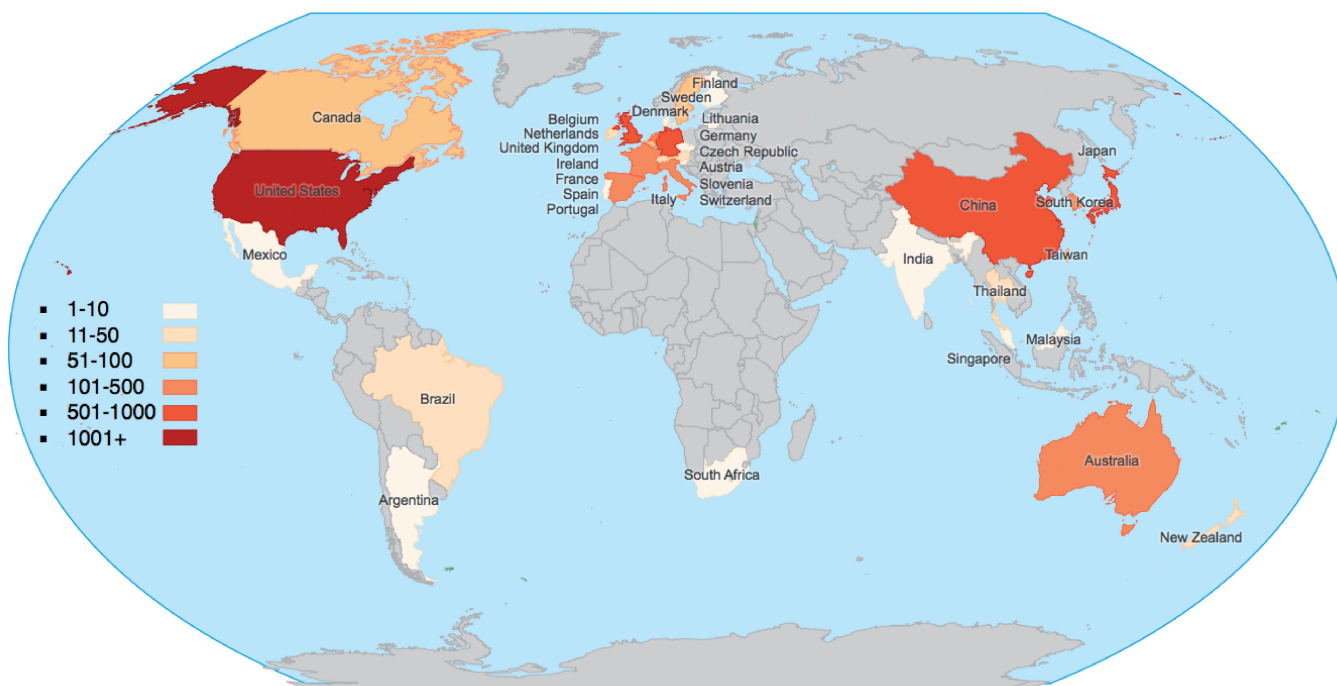 Finland
Sweden
Canada
Belgium
Denmark
Lithuania
Netherlands
Germany
United Kingdom
Czech Republic
Japan
Ireland
Austria
France
Slovenia
United States
Spain
Italy
Switzerland
China
South Korea
Portugal
Mexico
India
Taiwan
Thailand
▪ 1-10
▪ 11-50
Malaysia
▪ 51-100
Singapore
▪ 101-500
Brazil
▪ 501-1000
▪ 1001+
Australia
South Africa
Argentina
New Zealand